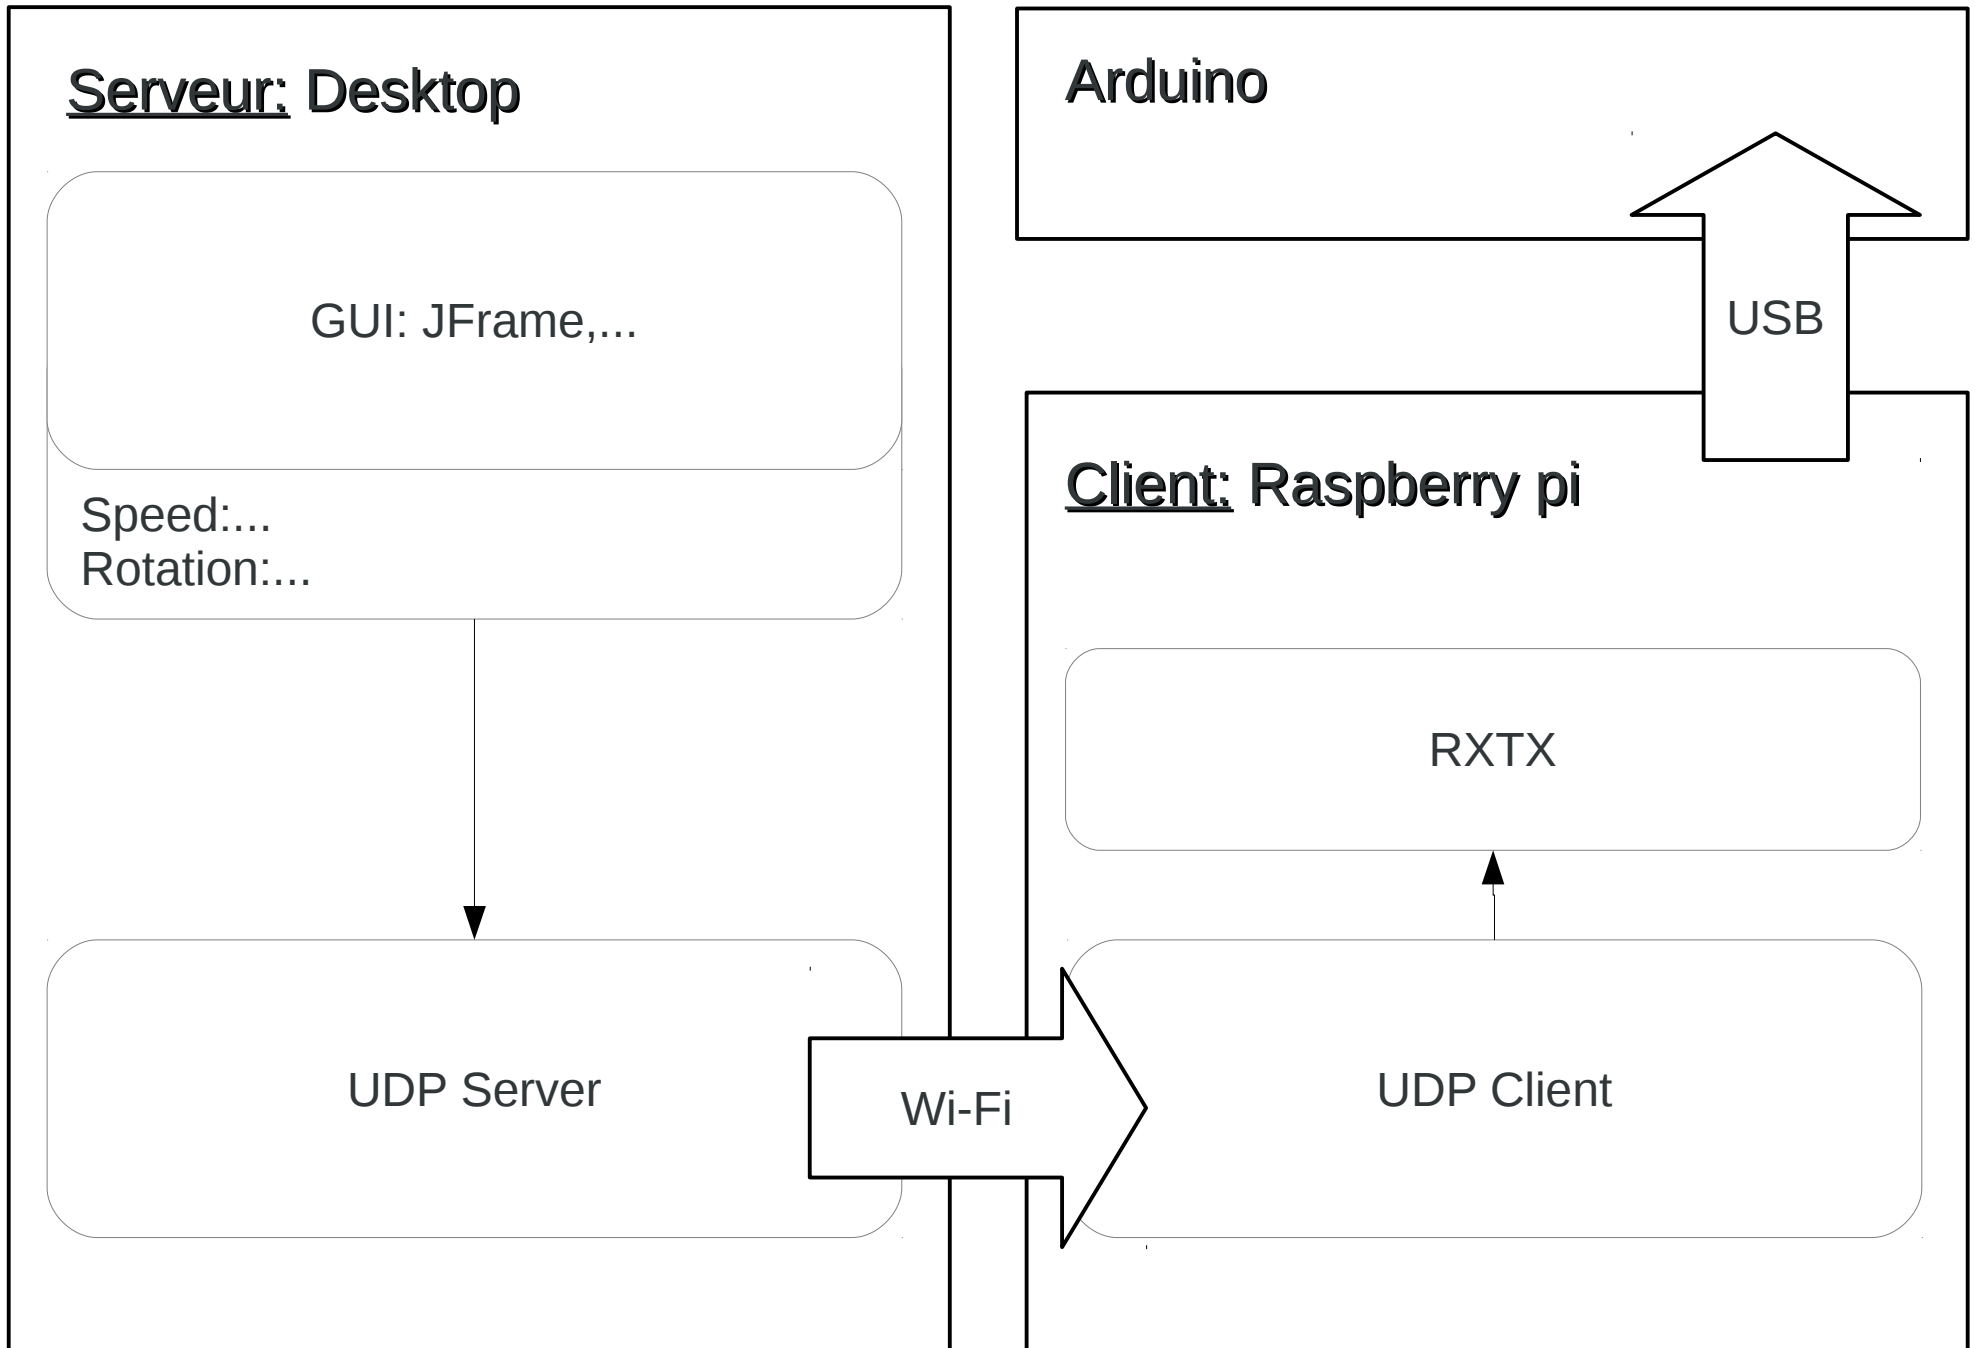 Serveur: Desktop
GUI: JFrame,...
Speed:...
Rotation:...
UDP Server
Wi-Fi
Arduino
USB
Client: Raspberry pi
RXTX
UDP Client